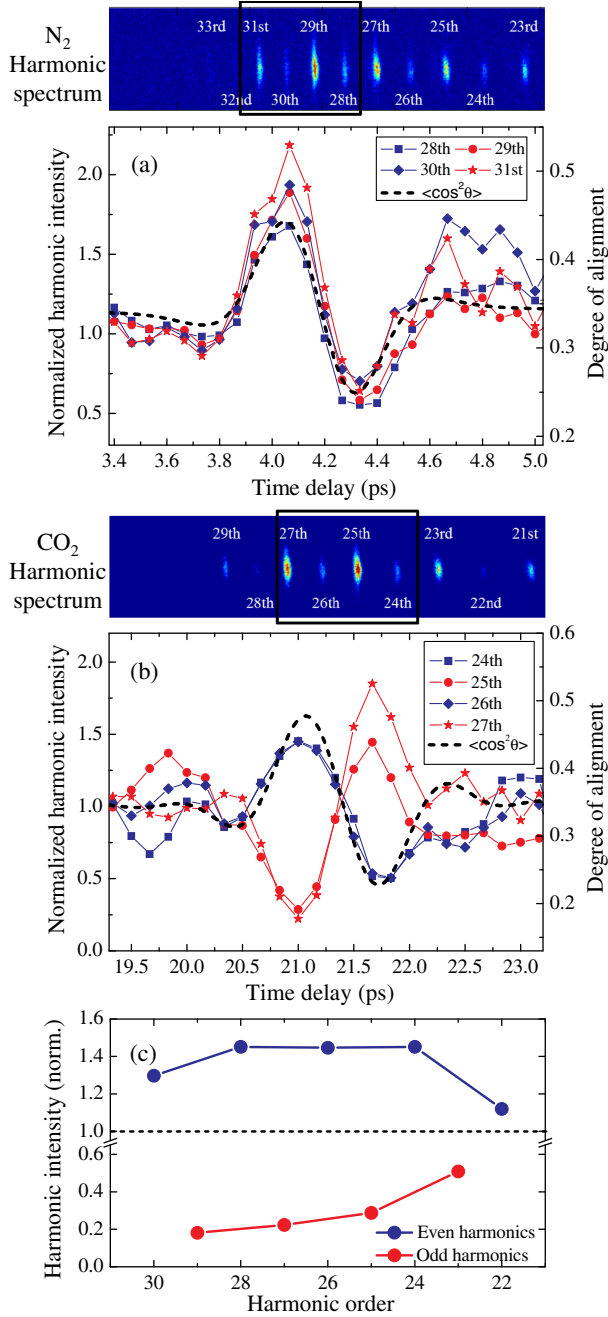 N2
Harmonic
spectrum
33rd 31st 29th 27th 25th 23rd
32nd 30th 28th 26th 24th
(a)
28th 29th
30th 31st
<cos²θ>
Normalized harmonic intensity
2.0
1.5
1.0
0.5
Degree of alignment
0.5
0.4
0.3
0.2
3.4 3.6 3.8 4.0 4.2 4.4 4.6 4.8 5.0
Time delay (ps)
CO2
Harmonic
spectrum
29th 27th 25th 23rd 21st
28th 26th 24th 22nd
(b)
24th
25th
26th
27th
<cos²θ>
Normalized harmonic intensity
2.0
1.5
1.0
0.5
0.0
Degree of alignment
0.6
0.5
0.4
0.3
0.2
19.5 20.0 20.5 21.0 21.5 22.0 22.5 23.0
Time delay (ps)
(c)
Harmonic intensity (norm.)
1.6
1.4
1.2
1.0
0.4
0.2
0.0
0.6
Even harmonics
Odd harmonics
30 28 26 24 22
Harmonic order